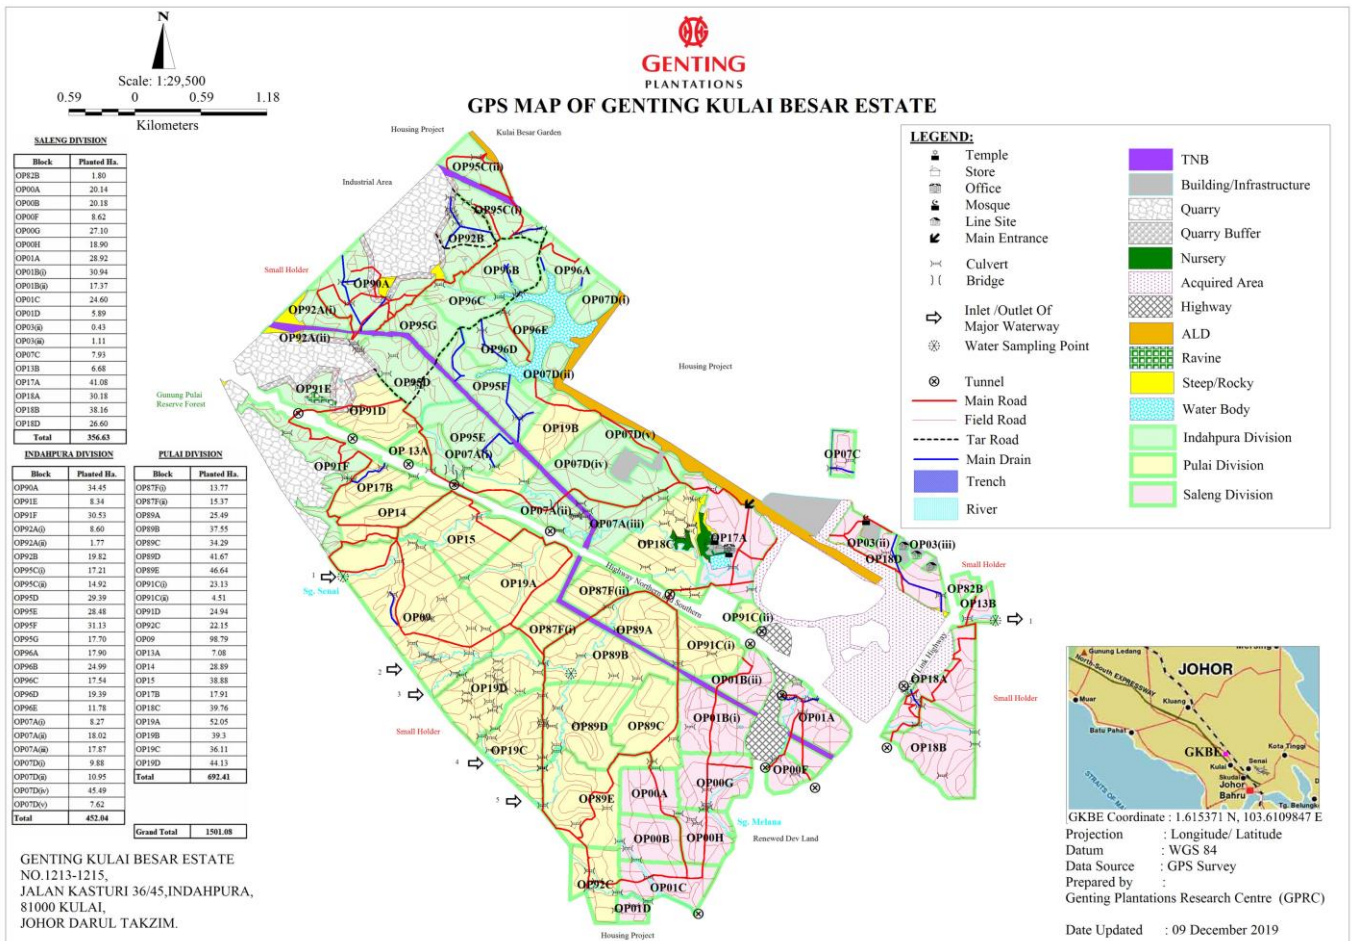 N
Scale: 1:29,500
0.59 0 0.59 1.18
Kilometers
GENTING
PLANTATIONS
GPS MAP OF GENTING KULAI BESAR ESTATE
SALENG DIVISION
Block Planted Ha.
OP82B 1.80
OP00A 20.14
OP00B 20.18
OP00F 8.62
OP00G 27.10
OP00H 18.90
OP01A 28.92
OP01B(i) 30.94
OP01B(ii) 17.37
OP01C 24.60
OP01D 5.89
OP03(ii) 0.43
OP03(iii) 1.11
OP07C 7.93
OP13B 6.68
OP17A 41.08
OP18A 30.18
OP18B 38.16
OP18D 26.60
Total 356.63
INDAHPURA DIVISION
Block Planted Ha.
OP90A 34.45
OP91E 8.34
OP91F 30.53
OP92A(i) 8.60
OP92A(ii) 1.77
OP92B 19.82
OP95C(i) 17.21
OP95C(ii) 14.92
OP95D 29.39
OP95E 28.48
OP95F 31.13
OP95G 17.70
OP96A 17.90
OP96B 24.99
OP96C 17.54
OP96D 19.39
OP96E 11.78
OP07A(i) 8.27
OP07A(ii) 18.02
OP07A(iii) 17.87
OP07D(i) 9.88
OP07D(ii) 10.95
OP07D(iv) 45.49
OP07D(v) 7.62
Total 452.04
PULAI DIVISION
Block Planted Ha.
OP87F(i) 13.77
OP87F(ii) 15.37
OP89A 25.49
OP89B 37.55
OP89C 34.29
OP89D 41.67
OP89E 46.64
OP91C(i) 23.13
OP91C(ii) 4.51
OP91D 24.94
OP92C 22.15
OP09 98.79
OP13A 7.08
OP14 28.89
OP15 38.88
OP17B 17.91
OP18C 39.76
OP19A 52.05
OP19B 39.3
OP19C 36.11
OP19D 44.13
Total 692.41
Grand Total 1501.08
GENTING KULAI BESAR ESTATE
NO.1213-1215,
JALAN KASTURI 36/45,INDAHPURA,
81000 KULAI,
JOHOR DARUL TAKZIM.
Housing Project
Kulai Besar Garden
Industrial Area
OP95C(ii)
OP95C(i)
OP92B
Small Holder
OP90A
OP96B
OP96A
OP92A(i)
OP96C
OP07D(i)
OP95G
OP96E
OP92A(ii)
OP96D
Housing Project
OP91E
OP95D
OP95F
OP07D(ii)
Gunung Pulai
Reserve Forest
OP91D
OP19B
OP95E
OP07D(v)
OP 13A
OP07A(i)
OP07D(iv)
OP07C
OP91F
OP17B
OP14
OP07A(ii)
OP07A(iii)
OP15
OP18C
OP17A
OP03(ii)
OP03(iii)
OP18D
Small Holder
1
Sg. Senai
OP19A
Highway Northern And Southern
OP87F(ii)
OP82B
OP13B
1
OP09
OP91C(ii)
OP87F(i)
OP89A
OP91C(i)
Link Highway
2
OP89B
OP01B(ii)
OP18A
3
OP19D
Small Holder
OP01B(i)
OP01A
Small Holder
OP89D
OP89C
4
OP19C
OP18B
OP00F
OP00G
5
OP89E
OP00A
Sg. Melana
OP00B
OP00H
Renewed Dev Land
OP92C
OP01C
OP01D
Housing Project
LEGEND:
Temple
Store
Office
Mosque
Line Site
Main Entrance
Culvert
Bridge
Inlet /Outlet Of
Major Waterway
Water Sampling Point
Tunnel
Main Road
Field Road
Tar Road
Main Drain
Trench
River
TNB
Building/Infrastructure
Quarry
Quarry Buffer
Nursery
Acquired Area
Highway
ALD
Ravine
Steep/Rocky
Water Body
Indahpura Division
Pulai Division
Saleng Division
Gunung Ledang
JOHOR
NORTH-SOUTH EXPRESSWAY
Muar
Kluang
Batu Pahat
GKBE
Kota Tinggi
Kulai
Senai
Skudai
Johor
Bahru
GKBE Coordinate : 1.615371 N, 103.6109847 E
Projection : Longitude/ Latitude
Datum : WGS 84
Data Source : GPS Survey
Prepared by :
Genting Plantations Research Centre (GPRC)
Date Updated : 09 December 2019